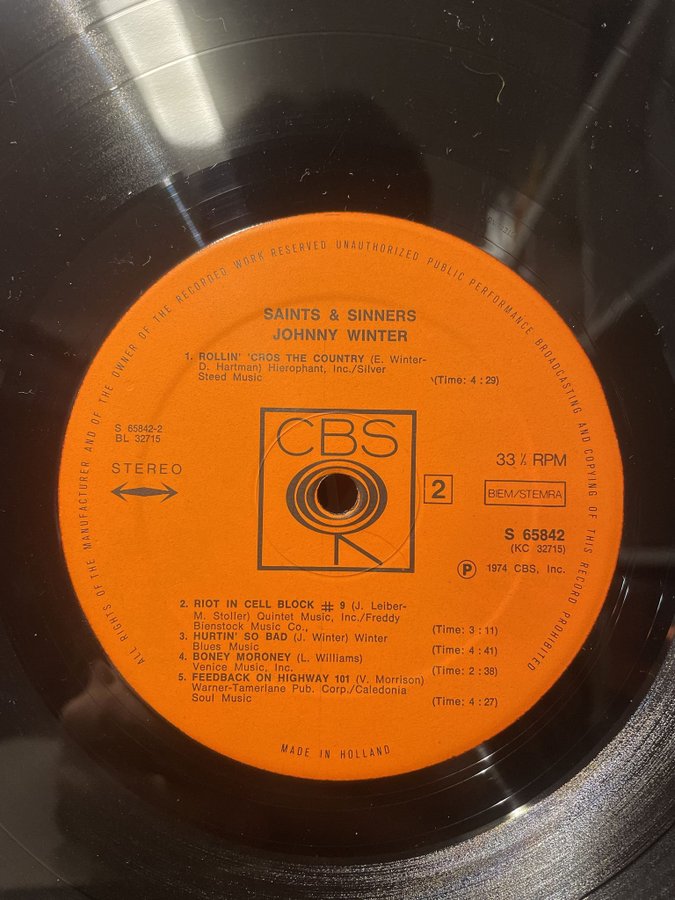 ALL RIGHTS OF THE MANUFACTURER AND OF THE OWNER OF THE RECORDED WORK RESERVED UNAUTHORIZED PUBLIC PERFORMANCE BROADCASTING AND COPYING OF THIS RECORD PROHIBITED
SAINTS & SINNERS
JOHNNY WINTER
1. ROLLIN' 'CROS THE COUNTRY (E. Winter-
D. Hartman) Hierophant, Inc./Silver
Steed Music (Time: 4 : 29)
S 65842-2
BL 32715
STEREO
CBS
2
33⅓ RPM
BIEM/STEMRA
S 65842
(KC 32715)
℗ 1974 CBS, Inc.
2. RIOT IN CELL BLOCK # 9 (J. Leiber-
M. Stoller) Quintet Music, Inc./Freddy
Bienstock Music Co., (Time: 3 : 11)
3. HURTIN' SO BAD (J. Winter) Winter
Blues Music (Time: 4 : 41)
4. BONEY MORONEY (L. Williams)
Venice Music, Inc. (Time: 2 : 38)
5. FEEDBACK ON HIGHWAY 101 (V. Morrison)
Warner-Tamerlane Pub. Corp./Caledonia
Soul Music (Time: 4 : 27)
MADE IN HOLLAND